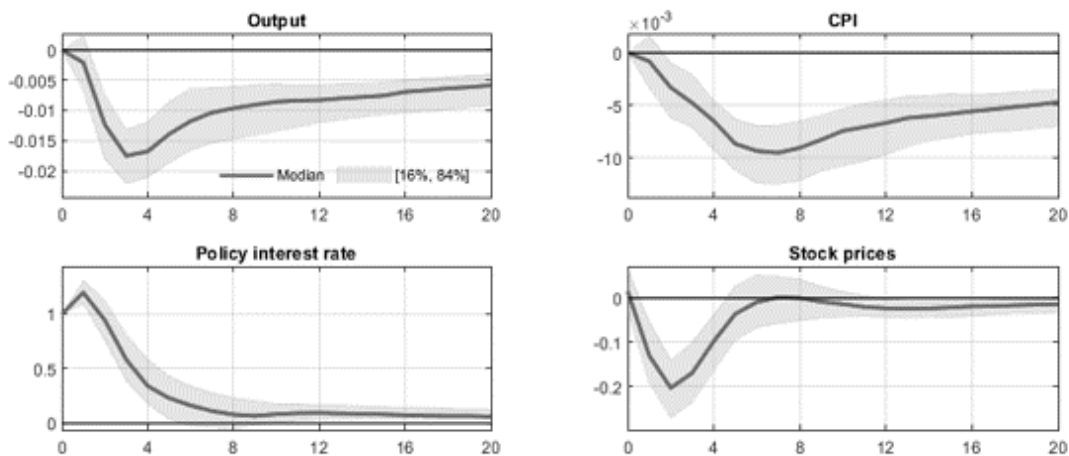 Output
0
-0.005
-0.01
-0.015
-0.02
Median
[16%, 84%]
0 4 8 12 16 20
CPI
×10-3
0
-5
-10
0 4 8 12 16 20
Policy interest rate
1
0.5
0
0 4 8 12 16 20
Stock prices
0
-0.1
-0.2
0 4 8 12 16 20